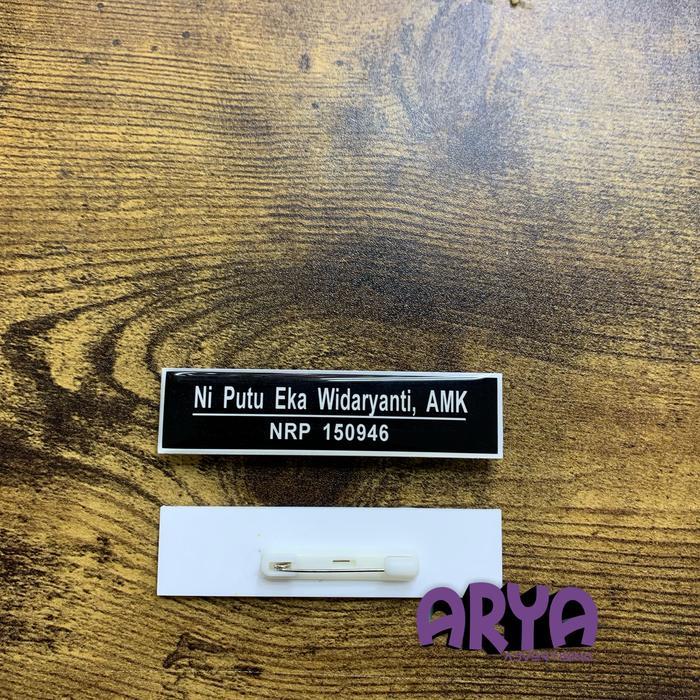 Ni Putu Eka Widaryanti, AMK
NRP 150946
ARYA